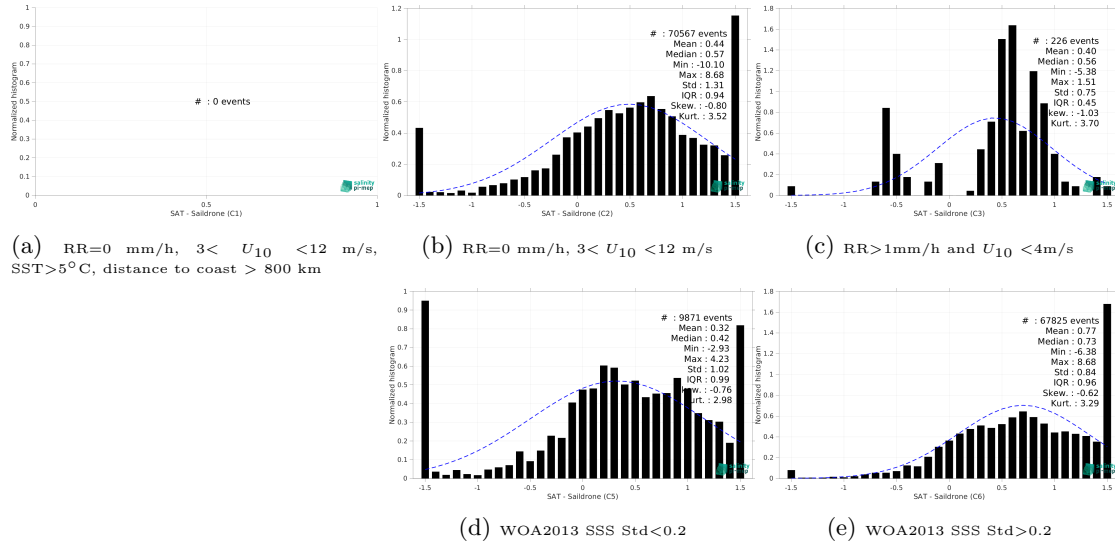 1
0.9
0.8
0.7
0.6
0.5
0.4
0.3
0.2
0.1
0
Normalized histogram
# : 0 events
salinity
pi-mep
0 0.5 1
SAT - Saildrone (C1)
(a) RR=0 mm/h, 3< U10 <12 m/s,
SST>5°C, distance to coast > 800 km
1.2
1
0.8
0.6
0.4
0.2
0
Normalized histogram
# : 70567 events
Mean : 0.44
Median : 0.57
Min : -10.10
Max : 8.68
Std : 1.31
IQR : 0.94
Skew. : -0.80
Kurt. : 3.52
salinity
pi-mep
-1.5 -1 -0.5 0 0.5 1 1.5
SAT - Saildrone (C2)
(b) RR=0 mm/h, 3< U10 <12 m/s
1.8
1.6
1.4
1.2
1
0.8
0.6
0.4
0.2
0
Normalized histogram
# : 226 events
Mean : 0.40
Median : 0.56
Min : -5.38
Max : 1.51
Std : 0.75
IQR : 0.45
kew. : -1.03
Kurt. : 3.70
-1.5 -1 -0.5 0 0.5 1 1.5
SAT - Saildrone (C3)
(c) RR>1mm/h and U10 <4m/s
1
0.9
0.8
0.7
0.6
0.5
0.4
0.3
0.2
0.1
0
Normalized histogram
# : 9871 events
Mean : 0.32
Median : 0.42
Min : -2.93
Max : 4.23
Std : 1.02
IQR : 0.99
kew. : -0.76
urt. : 2.98
-1.5 -1 -0.5 0 0.5 1 1.5
SAT - Saildrone (C5)
(d) WOA2013 SSS Std<0.2
1.8
1.6
1.4
1.2
1
0.8
0.6
0.4
0.2
0
Normalized histogram
# : 67825 events
Mean : 0.77
Median : 0.73
Min : -6.38
Max : 8.68
Std : 0.84
IQR : 0.96
Skew. : -0.62
Kurt. : 3.29
-1.5 -1 -0.5 0 0.5 1 1.5
SAT - Saildrone (C6)
(e) WOA2013 SSS Std>0.2